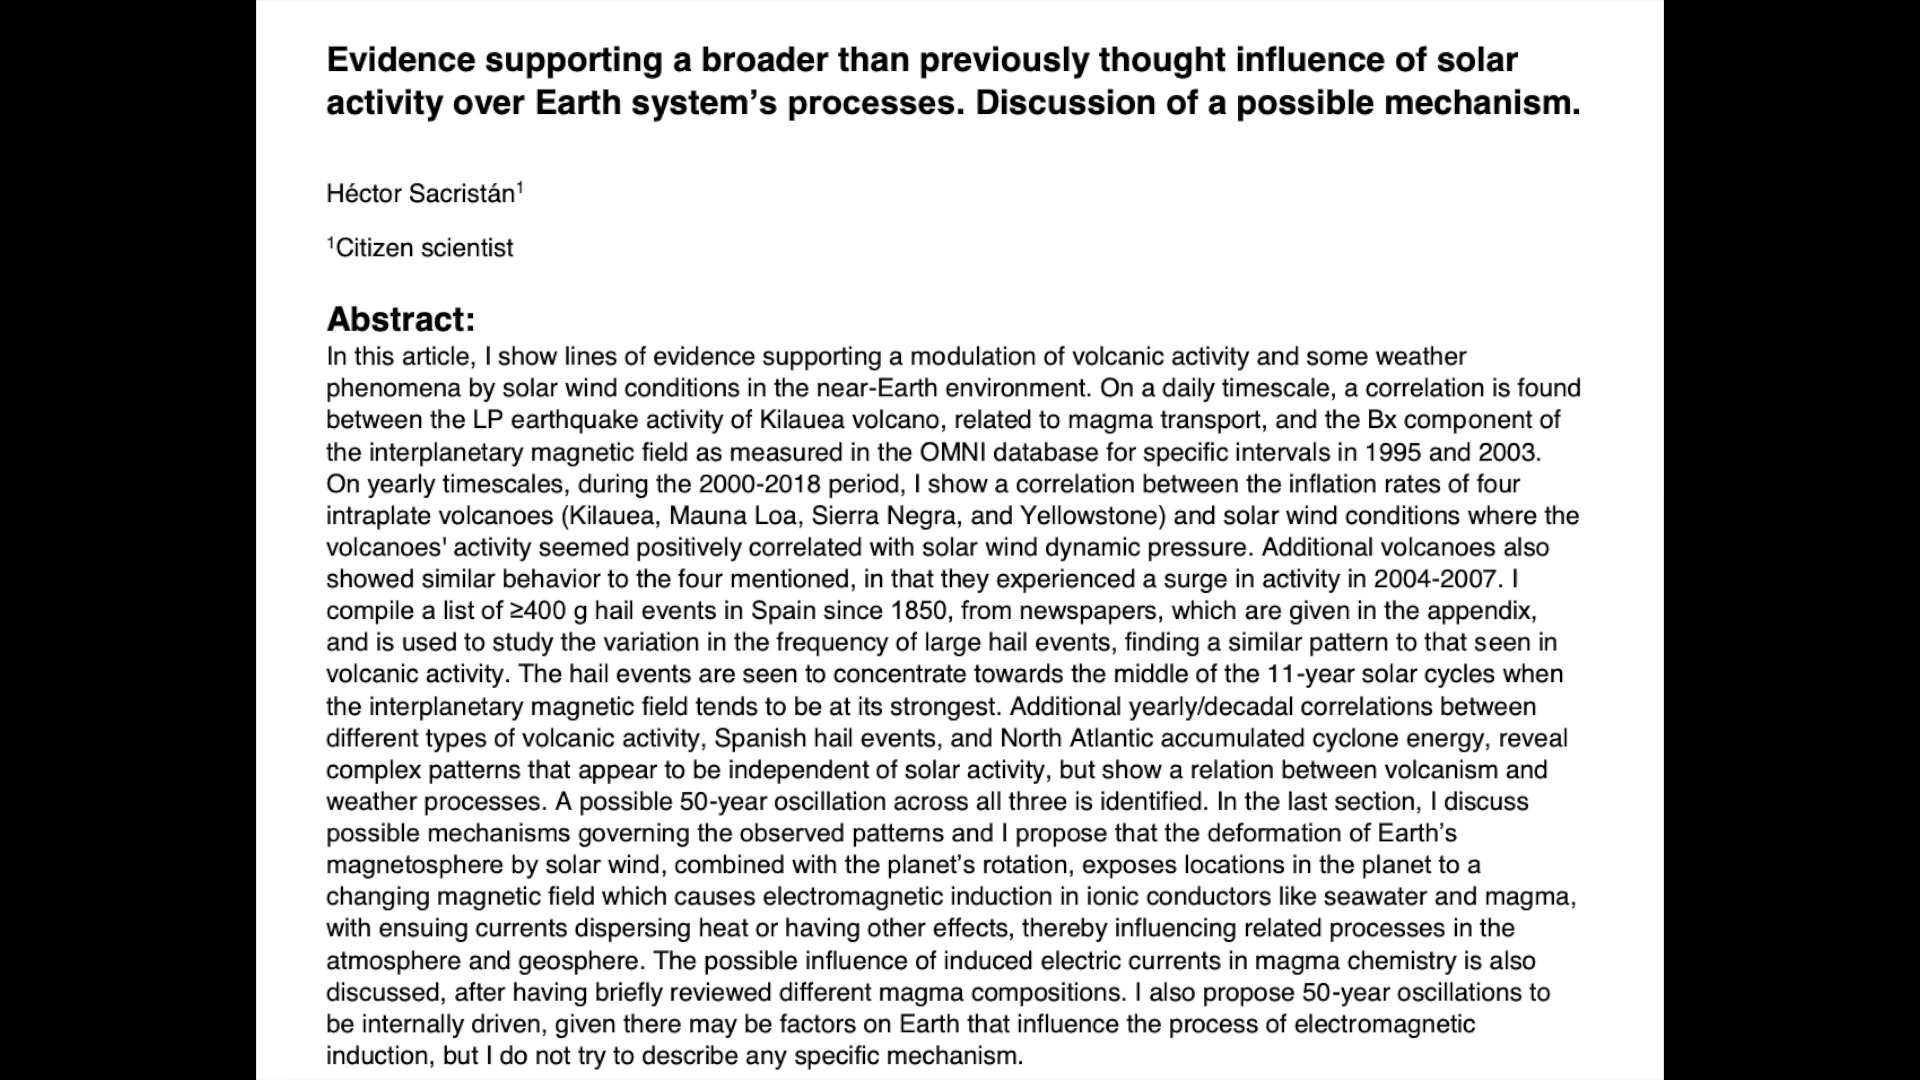 Evidence supporting a broader than previously thought influence of solar
activity over Earth system’s processes. Discussion of a possible mechanism.
Héctor Sacristán¹
¹Citizen scientist
Abstract:
In this article, I show lines of evidence supporting a modulation of volcanic activity and some weather
phenomena by solar wind conditions in the near-Earth environment. On a daily timescale, a correlation is found
between the LP earthquake activity of Kilauea volcano, related to magma transport, and the Bx component of
the interplanetary magnetic field as measured in the OMNI database for specific intervals in 1995 and 2003.
On yearly timescales, during the 2000-2018 period, I show a correlation between the inflation rates of four
intraplate volcanoes (Kilauea, Mauna Loa, Sierra Negra, and Yellowstone) and solar wind conditions where the
volcanoes' activity seemed positively correlated with solar wind dynamic pressure. Additional volcanoes also
showed similar behavior to the four mentioned, in that they experienced a surge in activity in 2004-2007. I
compile a list of ≥400 g hail events in Spain since 1850, from newspapers, which are given in the appendix,
and is used to study the variation in the frequency of large hail events, finding a similar pattern to that seen in
volcanic activity. The hail events are seen to concentrate towards the middle of the 11-year solar cycles when
the interplanetary magnetic field tends to be at its strongest. Additional yearly/decadal correlations between
different types of volcanic activity, Spanish hail events, and North Atlantic accumulated cyclone energy, reveal
complex patterns that appear to be independent of solar activity, but show a relation between volcanism and
weather processes. A possible 50-year oscillation across all three is identified. In the last section, I discuss
possible mechanisms governing the observed patterns and I propose that the deformation of Earth’s
magnetosphere by solar wind, combined with the planet’s rotation, exposes locations in the planet to a
changing magnetic field which causes electromagnetic induction in ionic conductors like seawater and magma,
with ensuing currents dispersing heat or having other effects, thereby influencing related processes in the
atmosphere and geosphere. The possible influence of induced electric currents in magma chemistry is also
discussed, after having briefly reviewed different magma compositions. I also propose 50-year oscillations to
be internally driven, given there may be factors on Earth that influence the process of electromagnetic
induction, but I do not try to describe any specific mechanism.